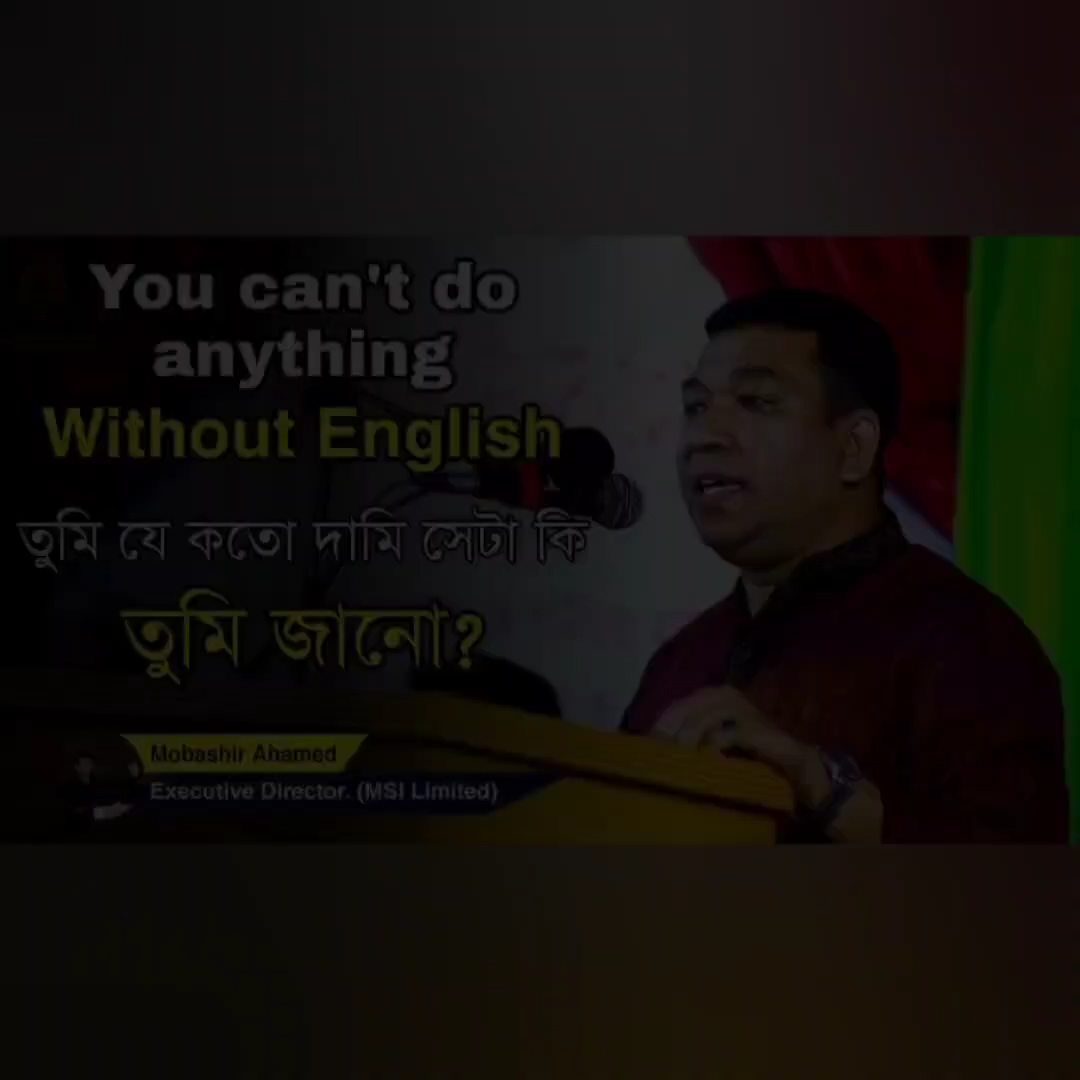 You can't do
anything
Without English
তুমি যে কতো দামি সেটা কি
তুমি জানো?
Mobashir Ahamed
Executive Director. (MSI Limited)